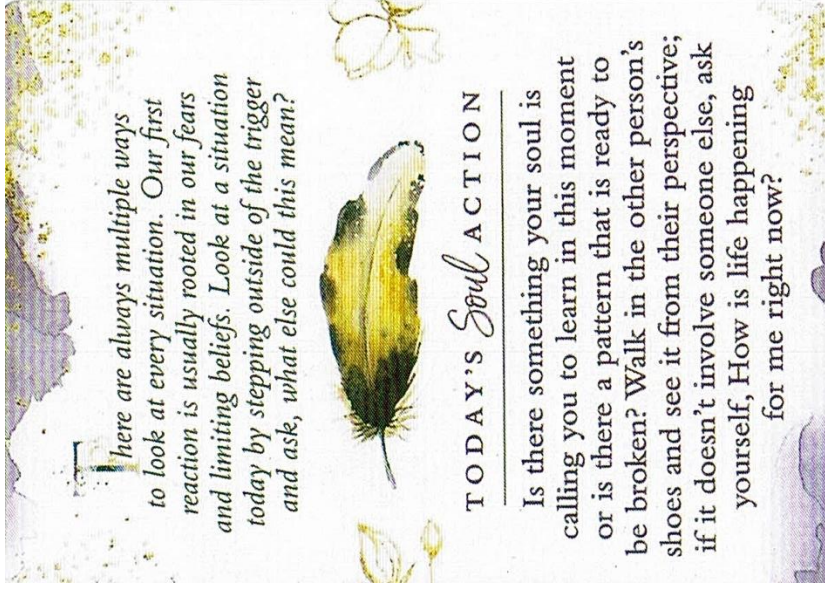 There are always multiple ways
to look at every situation. Our first
reaction is usually rooted in our fears
and limiting beliefs. Look at a situation
today by stepping outside of the trigger
and ask, what else could this mean?
TODAY'S Soul ACTION
Is there something your soul is
calling you to learn in this moment
or is there a pattern that is ready to
be broken? Walk in the other person's
shoes and see it from their perspective;
if it doesn't involve someone else, ask
yourself, How is life happening
for me right now?